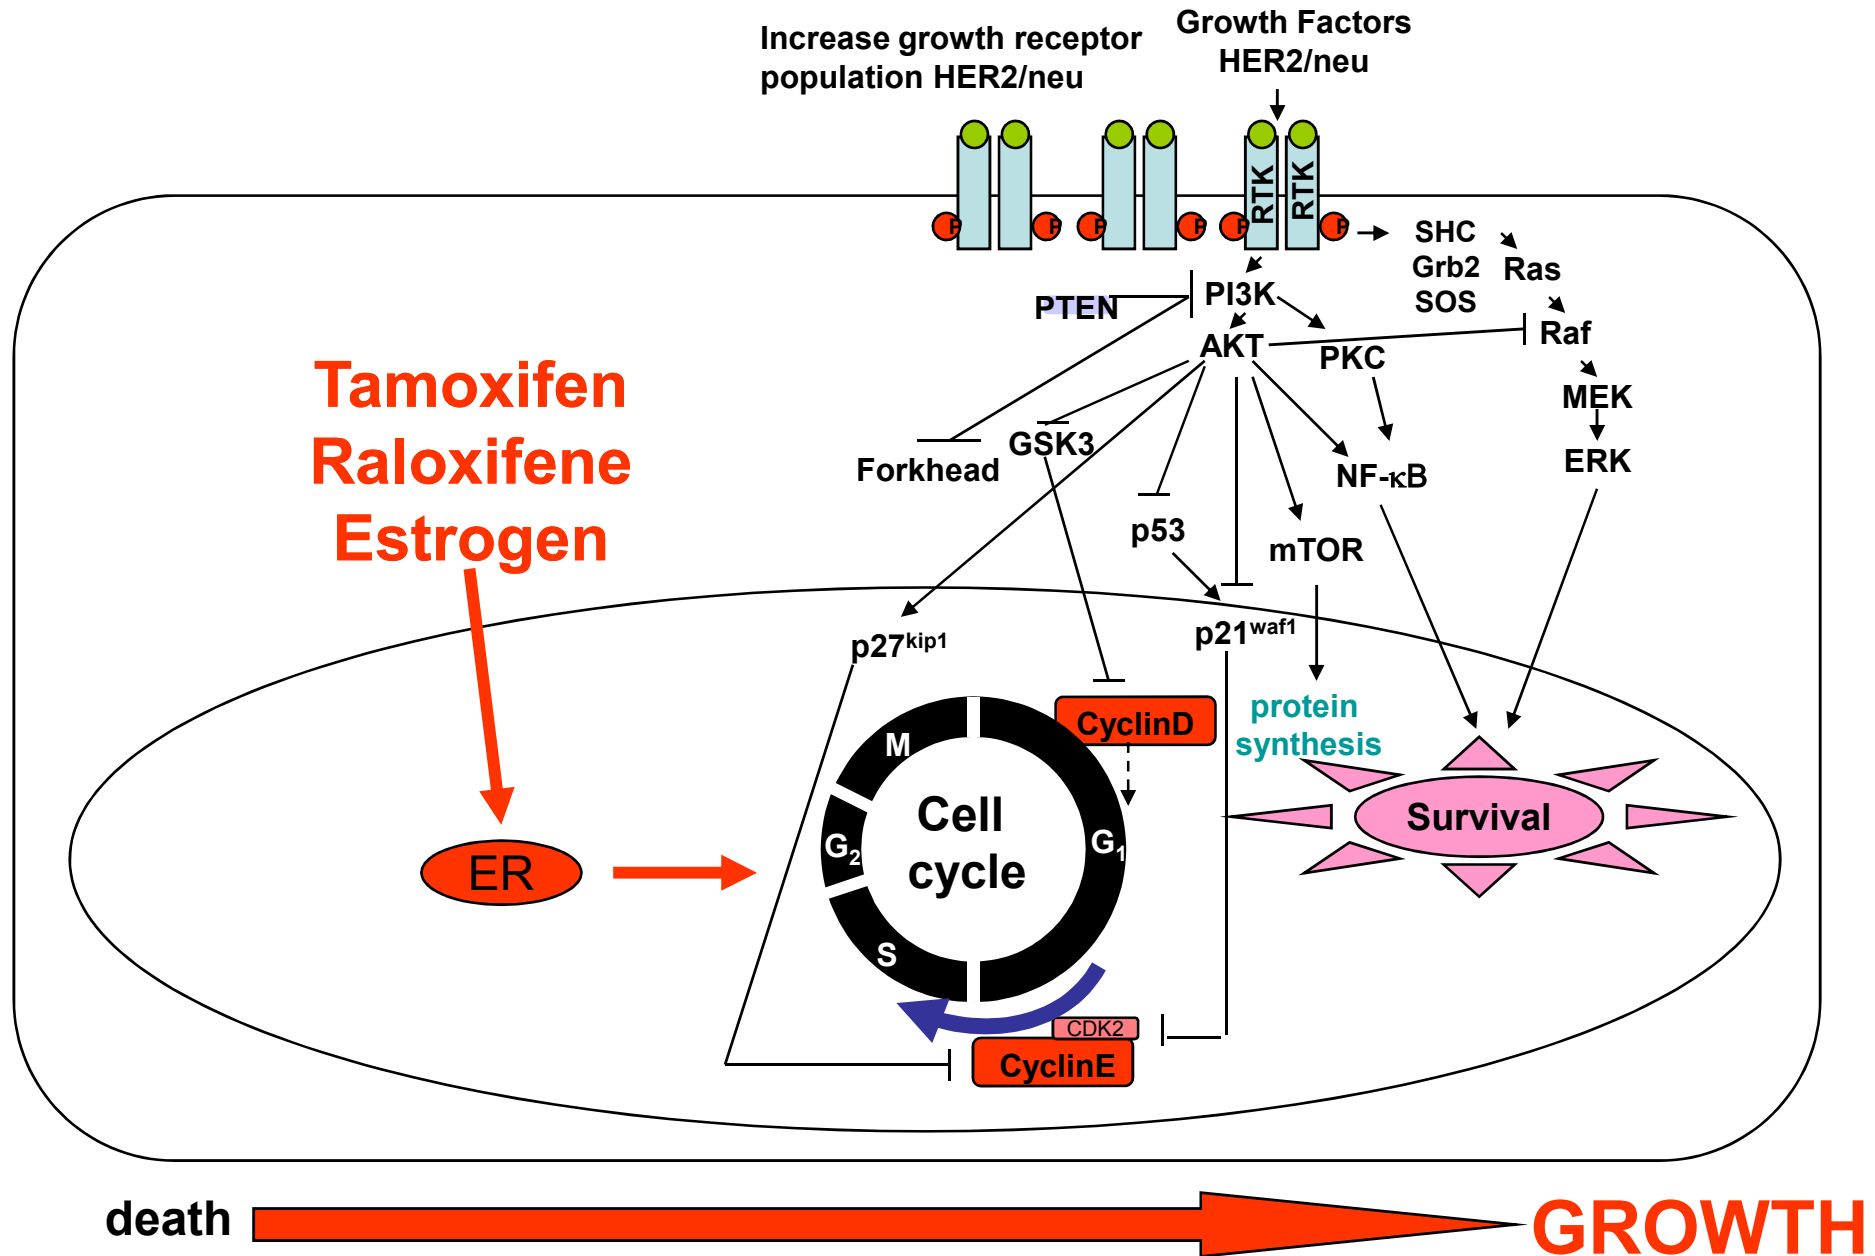 Increase growth receptor
population HER2/neu
Growth Factors
HER2/neu
RTK
RTK
P
P
P
P
P
P
SHC
Grb2
SOS
Ras
PTEN
PI3K
AKT
PKC
Raf
MEK
ERK
Tamoxifen
Raloxifene
Estrogen
Forkhead
GSK3
NF-κB
p53
mTOR
p27kip1
p21waf1
protein
synthesis
CyclinD
M
G2
G1
S
Cell
cycle
Survival
ER
CDK2
CyclinE
death
GROWTH